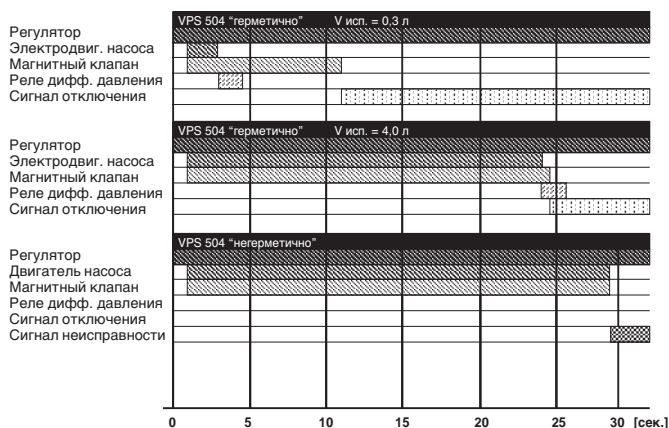 VPS 504 “герметично” V исп. = 0,3 л
Регулятор
Электродвиг. насоса
Магнитный клапан
Реле дифф. давления
Сигнал отключения
VPS 504 “герметично” V исп. = 4,0 л
Регулятор
Электродвиг. насоса
Магнитный клапан
Реле дифф. давления
Сигнал отключения
VPS 504 “негерметично”
Регулятор
Двигатель насоса
Магнитный клапан
Реле дифф. давления
Сигнал отключения
Сигнал неисправности
0 5 10 15 20 25 30 [сек.]